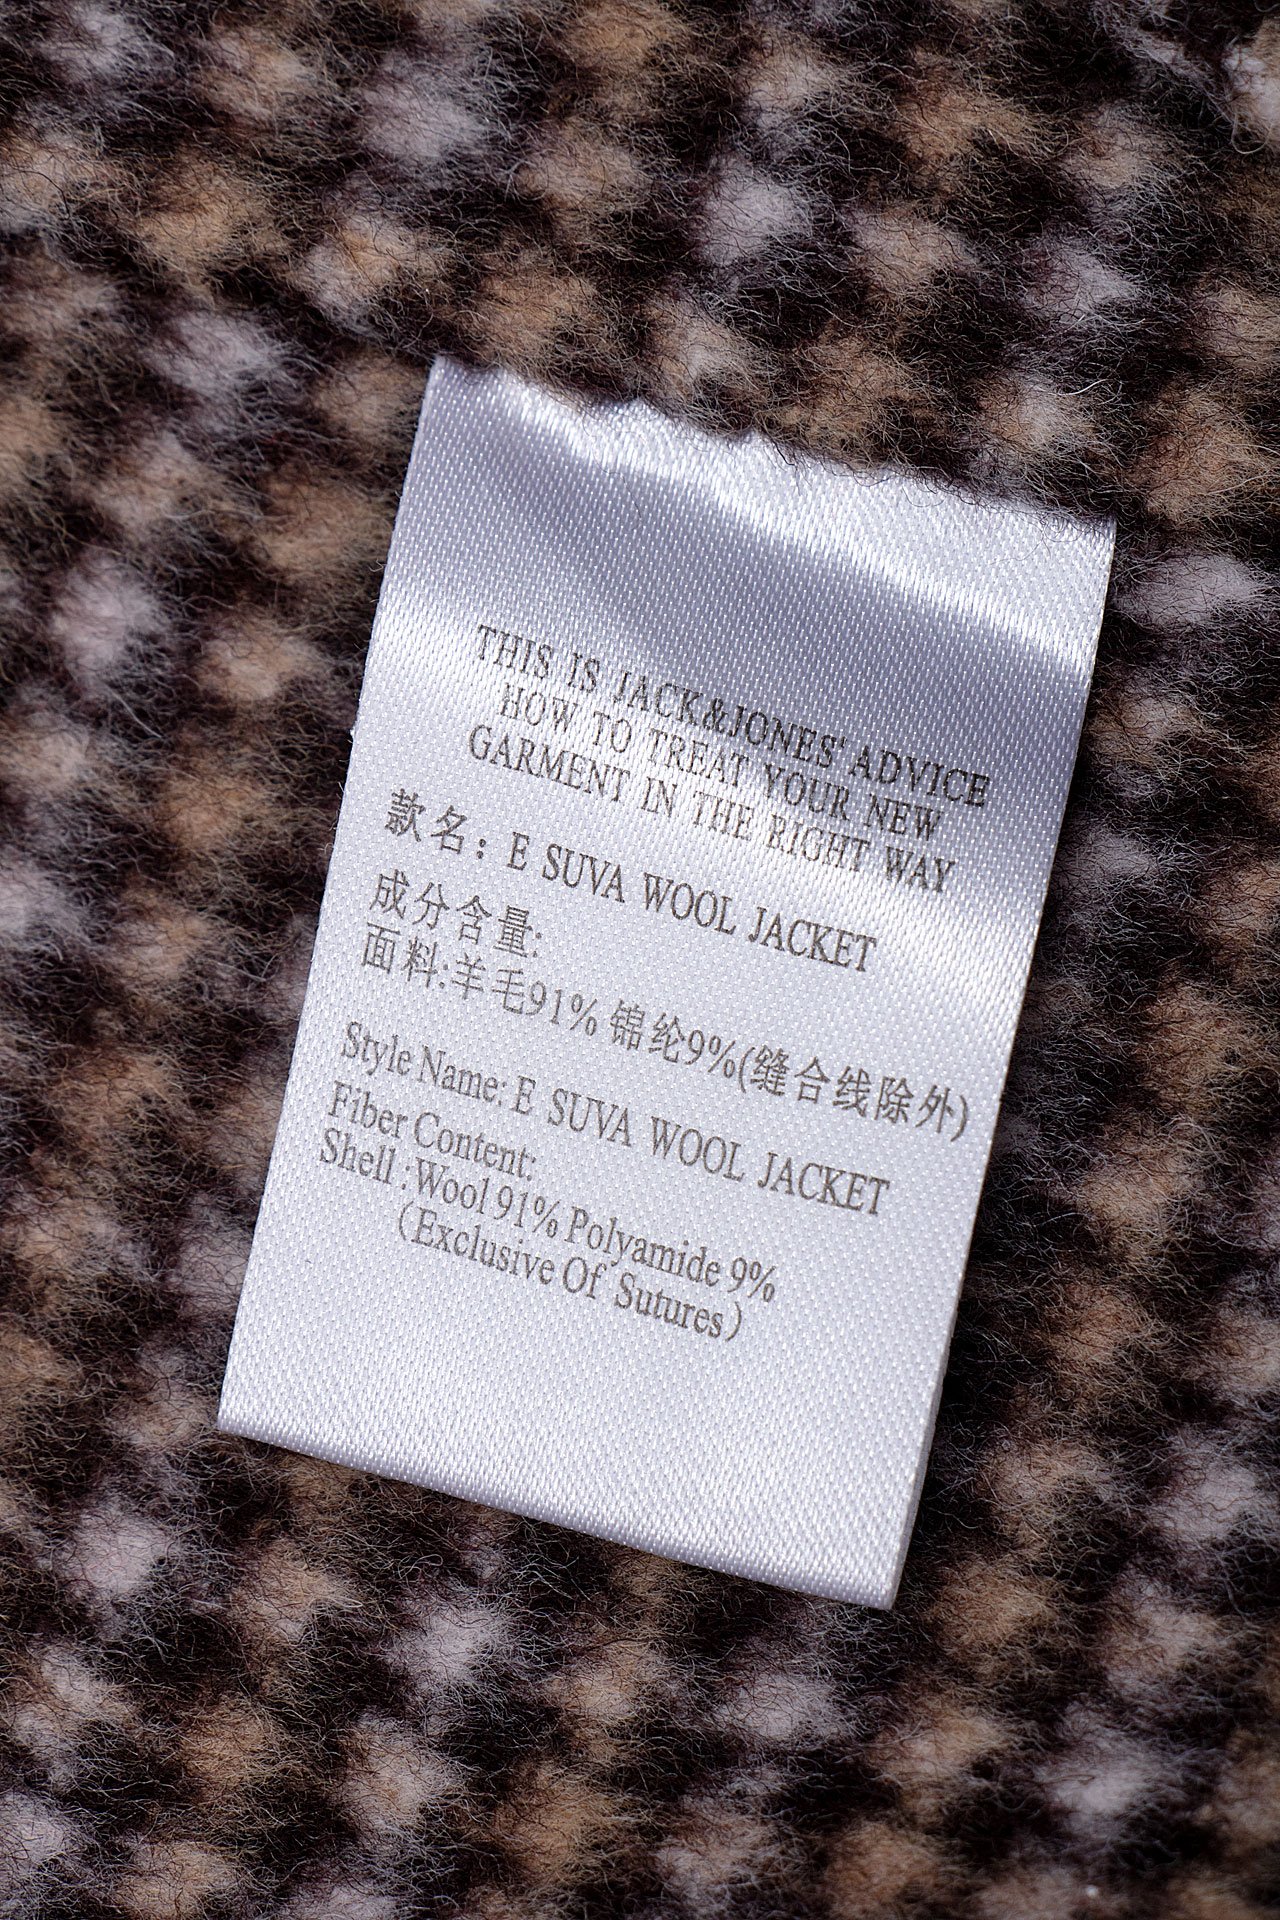 THIS IS JACK&JONES' ADVICE
HOW TO TREAT YOUR NEW
GARMENT IN THE RIGHT WAY
款名：E SUVA WOOL JACKET
成分含量:
面料:羊毛91% 锦纶9%(缝合线除外)
Style Name: E SUVA WOOL JACKET
Fiber Content:
Shell :Wool 91% Polyamide 9%
（Exclusive Of Sutures）